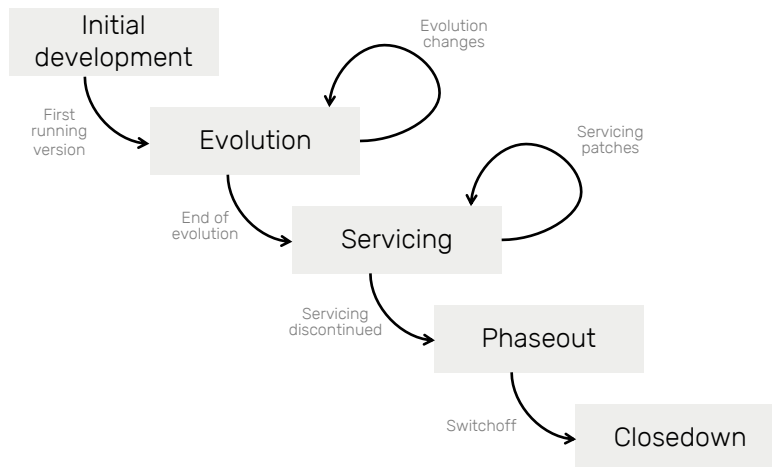 Initial
development
Evolution
changes
First
running
version
Evolution
Servicing
patches
End of
evolution
Servicing
Servicing
discontinued
Phaseout
Switchoff
Closedown